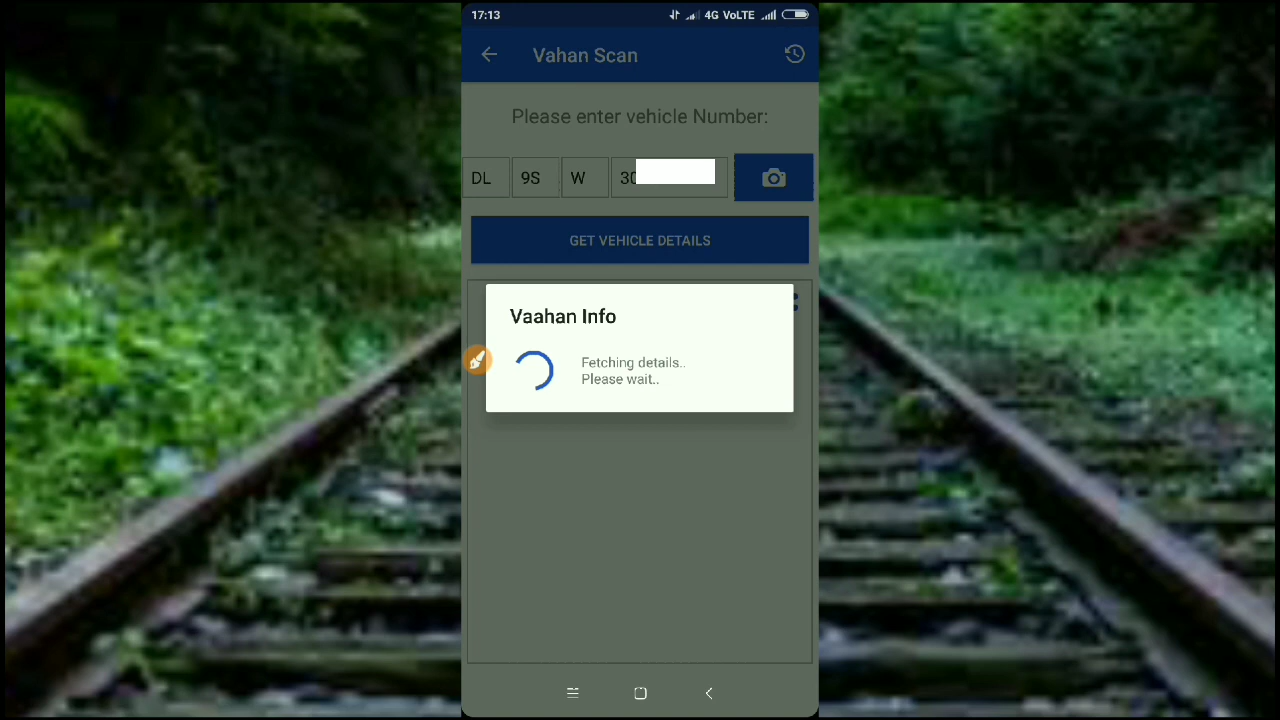 17:13
4G VoLTE
Vahan Scan
Please enter vehicle Number:
DL 9S W 30
GET VEHICLE DETAILS
Vaahan Info
Fetching details..
Please wait..